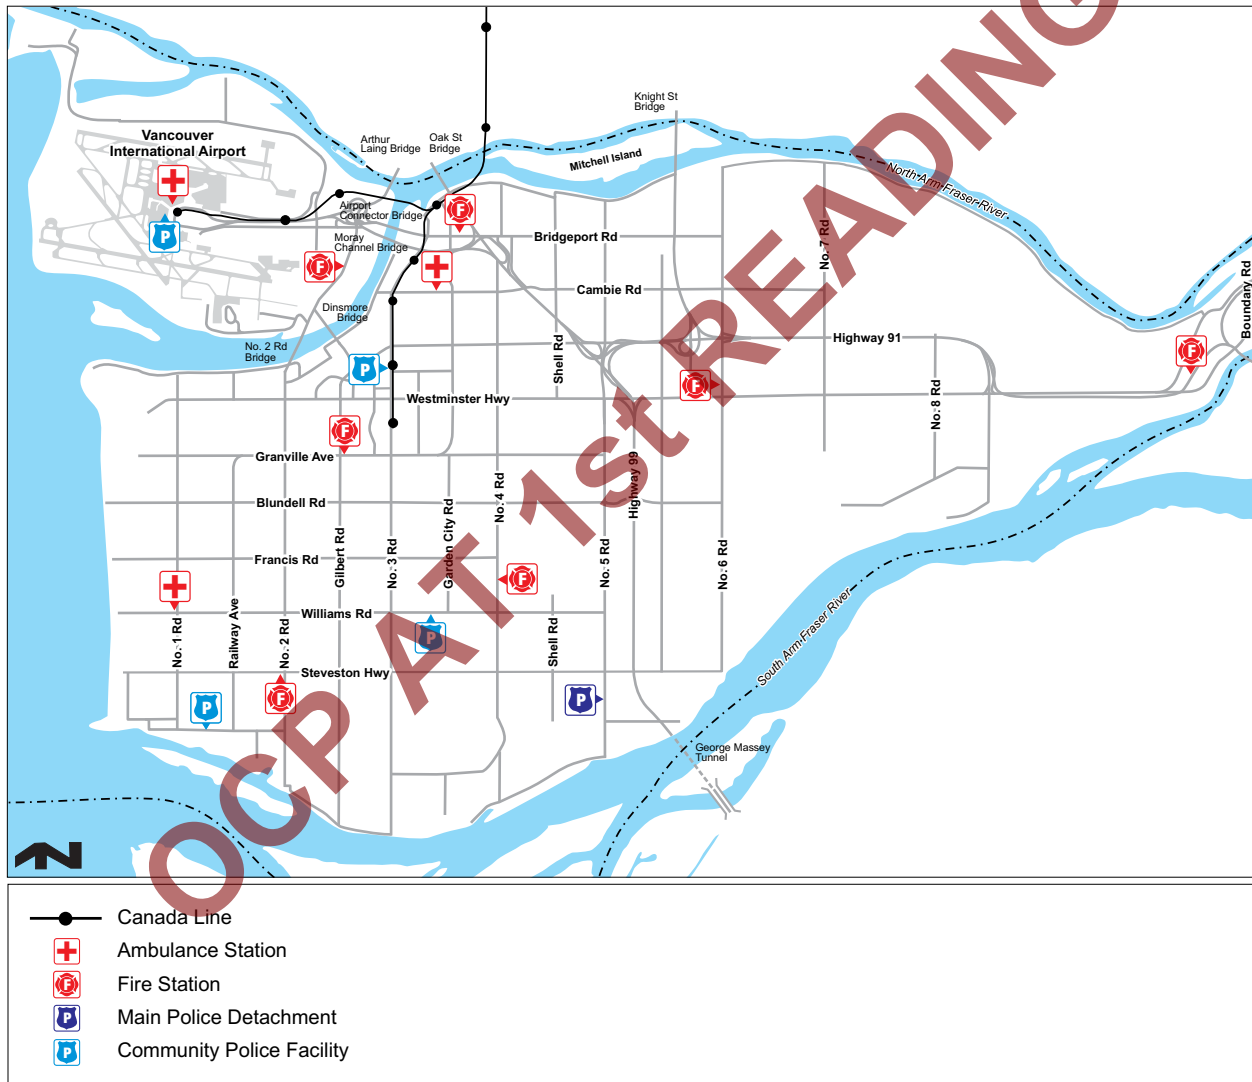 Knight St
Bridge
Vancouver
International Airport
Arthur
Laing Bridge
Oak St
Bridge
Mitchell Island
North Arm Fraser River
Airport
Connector Bridge
Moray
Channel Bridge
Bridgeport Rd
No. 7 Rd
Boundary Rd
Cambie Rd
Dinsmore
Bridge
No. 2 Rd
Bridge
Shell Rd
Highway 91
Westminster Hwy
No. 8 Rd
Granville Ave
Highway 99
Blundell Rd
No. 4 Rd
Garden City Rd
Francis Rd
Gilbert Rd
No. 3 Rd
No. 5 Rd
No. 6 Rd
Williams Rd
No. 1 Rd
Railway Ave
No. 2 Rd
Shell Rd
South Arm Fraser River
Steveston Hwy
George Massey
Tunnel
OCP AT 1st READING
F
F
F
F
F
F
F
P
P
P
P
P
N
Canada Line
Ambulance Station
F Fire Station
P Main Police Detachment
P Community Police Facility